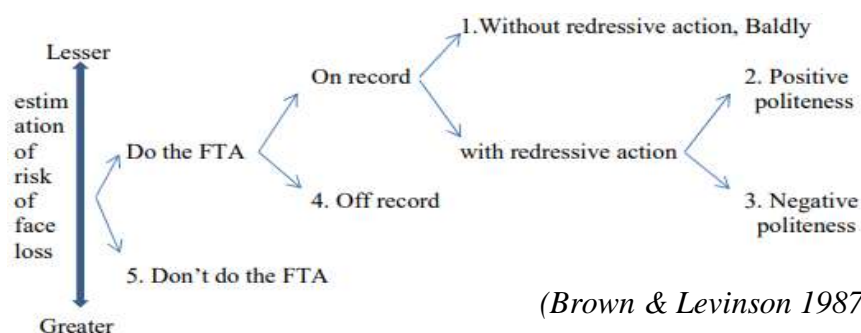 1.Without redressive action, Baldly
Lesser
On record
2. Positive
politeness
estim
ation
of
risk
of
face
loss
Do the FTA
with redressive action
4. Off record
3. Negative
politeness
5. Don't do the FTA
(Brown & Levinson 1987
Greater